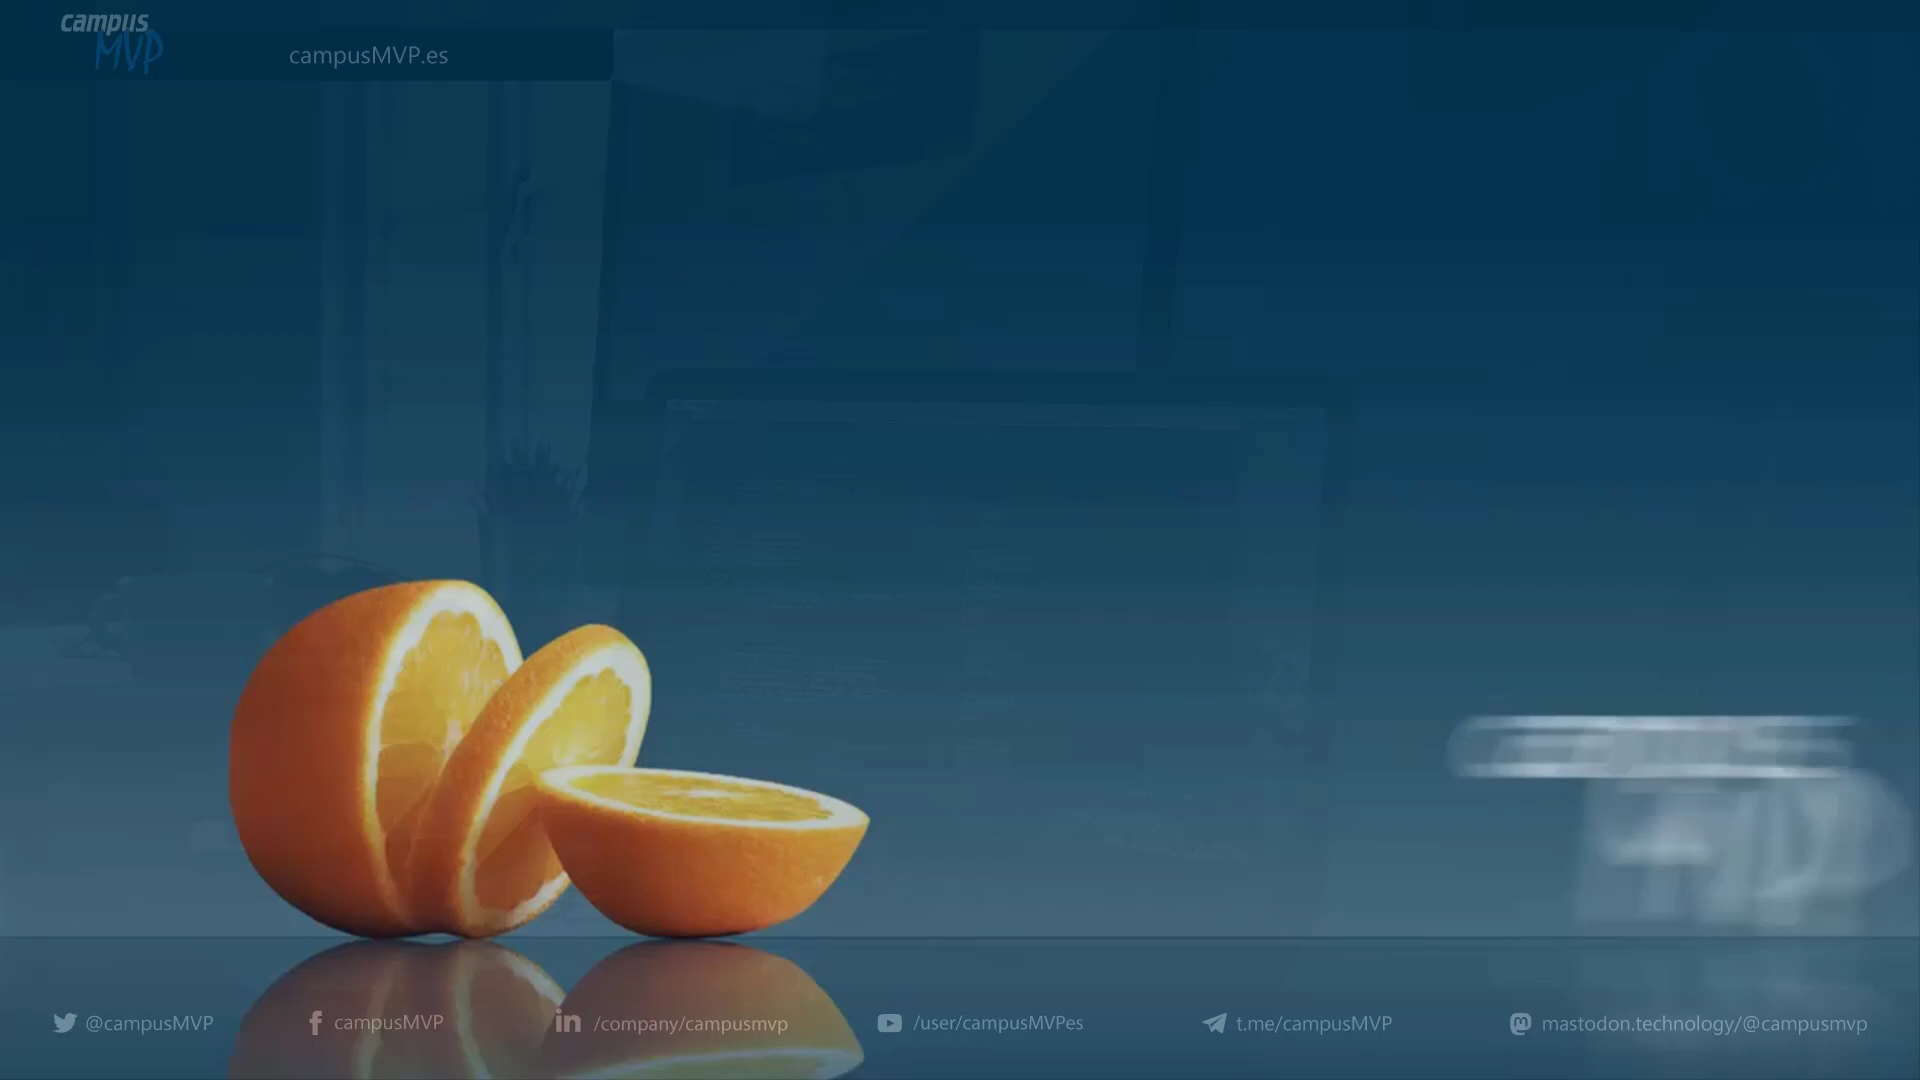 campus
MVP
campusMVP.es
@campusMVP
campusMVP
/company/campusmvp
/user/campusMVPes
t.me/campusMVP
mastodon.technology/@campusmvp